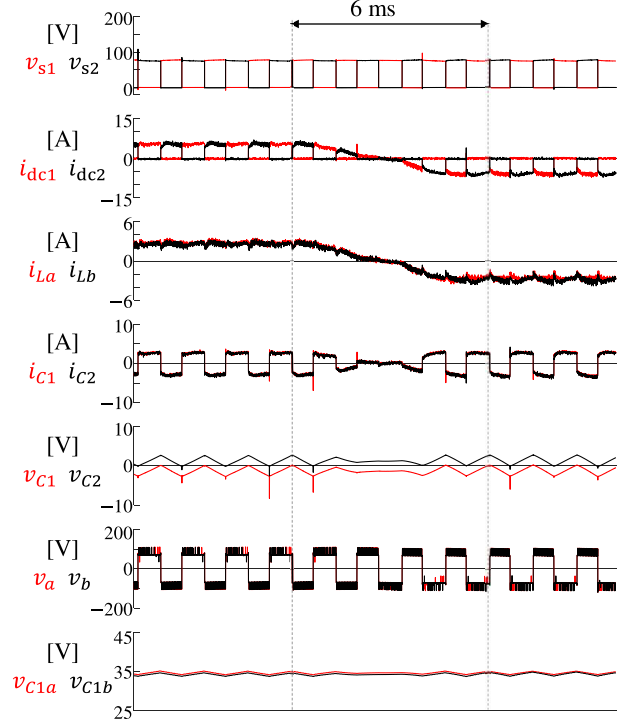 6 ms
[V]
200
100
0
v_s1 v_s2
[A]
15
0
−15
i_dc1 i_dc2
[A]
6
0
−6
i_La i_Lb
[A]
10
0
−10
i_C1 i_C2
[V]
10
0
−10
v_C1 v_C2
[V]
200
0
−200
v_a v_b
[V]
45
35
25
v_C1a v_C1b